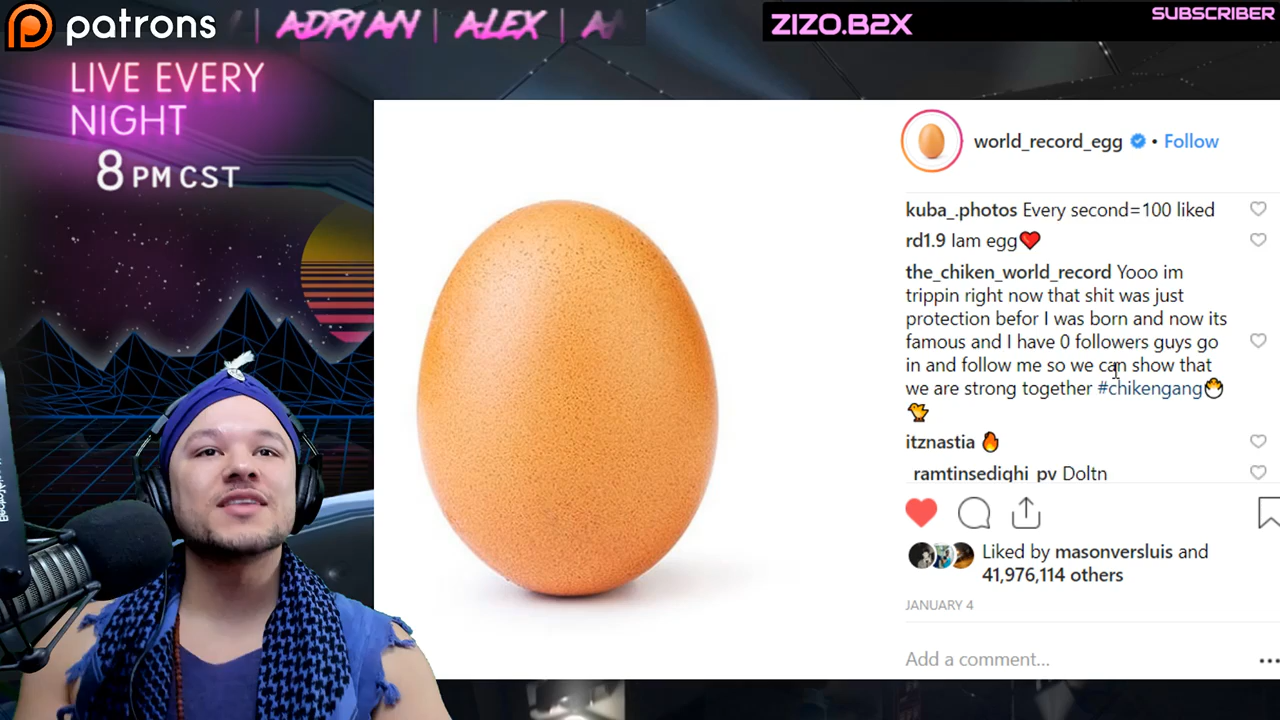 patrons
ADRIAN | ALEX |
ZIZO.B2X
SUBSCRIBER
LIVE EVERY
NIGHT
8 PM CST
world_record_egg • Follow
kuba_.photos Every second=100 liked
rd1.9 Iam egg❤️
the_chiken_world_record Yooo im
trippin right now that shit was just
protection befor I was born and now its
famous and I have 0 followers guys go
in and follow me so we can show that
we are strong together #chikengang🐣
🐤
itznastia 🔥
_ramtinsedighi_pv Doltn
Liked by masonversluis and
41,976,114 others
JANUARY 4
Add a comment...